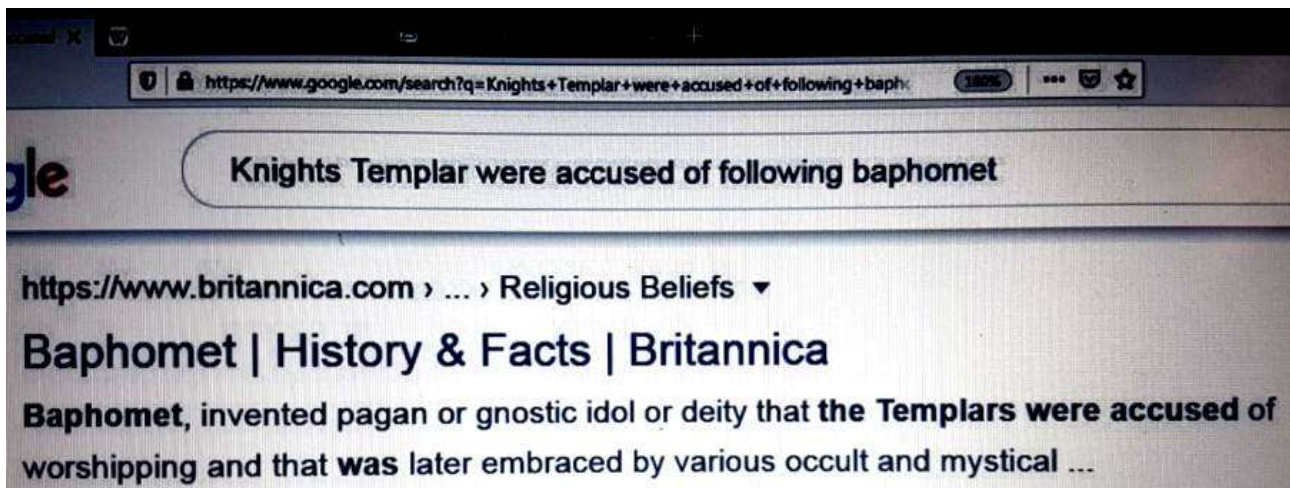 https://www.google.com/search?q=Knights+Templar+were+accused+of+following+baph
180%
gle
Knights Templar were accused of following baphomet
https://www.britannica.com › ... › Religious Beliefs
Baphomet | History & Facts | Britannica
Baphomet, invented pagan or gnostic idol or deity that the Templars were accused of
worshipping and that was later embraced by various occult and mystical ...